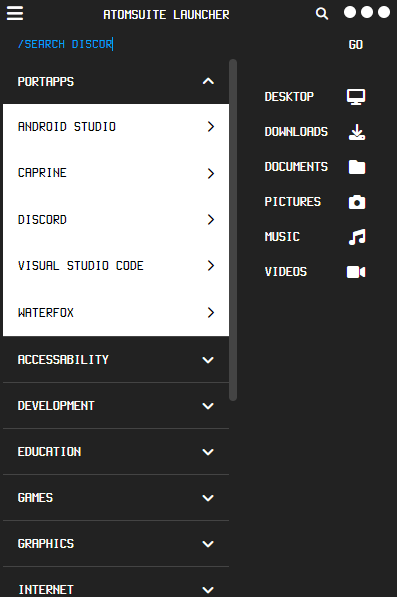 ATOMSUITE LAUNCHER
/SEARCH DISCOR
GO
PORTAPPS
ANDROID STUDIO
CAPRINE
DISCORD
VISUAL STUDIO CODE
WATERFOX
ACCESSABILITY
DEVELOPMENT
EDUCATION
GAMES
GRAPHICS
INTERNET
DESKTOP
DOWNLOADS
DOCUMENTS
PICTURES
MUSIC
VIDEOS